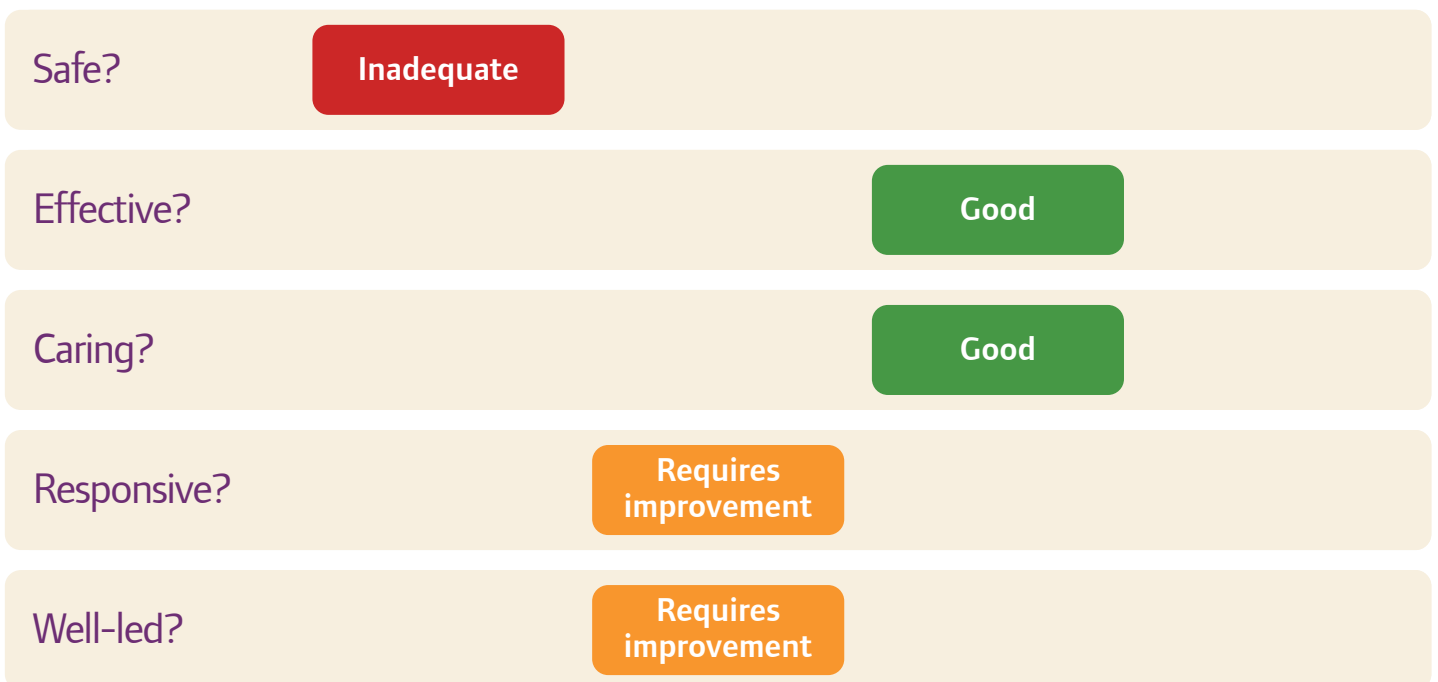 Safe?
Inadequate
Effective?
Good
Caring?
Good
Responsive?
Requires
improvement
Well-led?
Requires
improvement